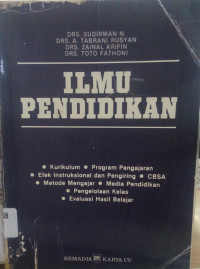 DRS. SUDIRMAN N.
DRS. A. TABRANI RUSYAN
DRS. ZAINAL ARIFIN
DRS. TOTO FATHONI
ILMU
PENDIDIKAN
• Kurikulum • Program Pengajaran
• Efek Instruksional dan Pengiring • CBSA
• Metode Mengajar • Media Pendidikan
• Pengelolaan Kelas
• Evaluasi Hasil Belajar
REMADJA RK KARYA CV